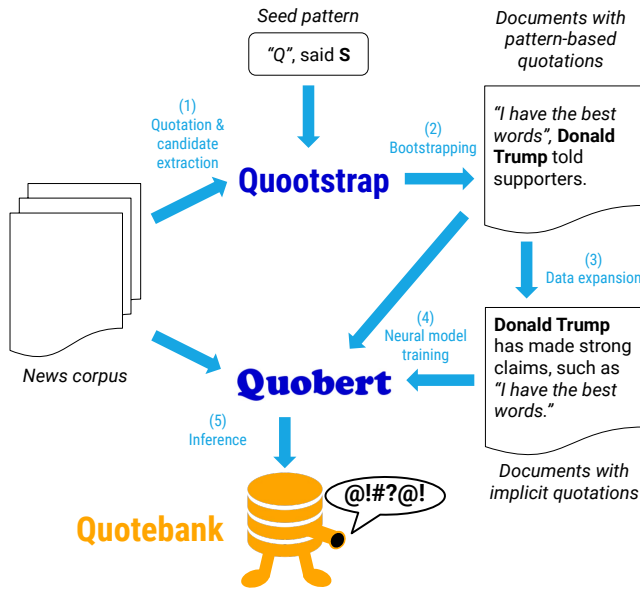 Seed pattern
“Q”, said S
Documents with
pattern-based
quotations
(1)
Quotation &
candidate
extraction
(2)
Bootstrapping
“I have the best
words”, Donald
Trump told
supporters.
Quootstrap
(3)
Data expansion
(4)
Neural model
training
Donald Trump
has made strong
claims, such as
“I have the best
words.”
News corpus
Quobert
(5)
Inference
Documents with
implicit quotations
@!#?@!
Quotebank